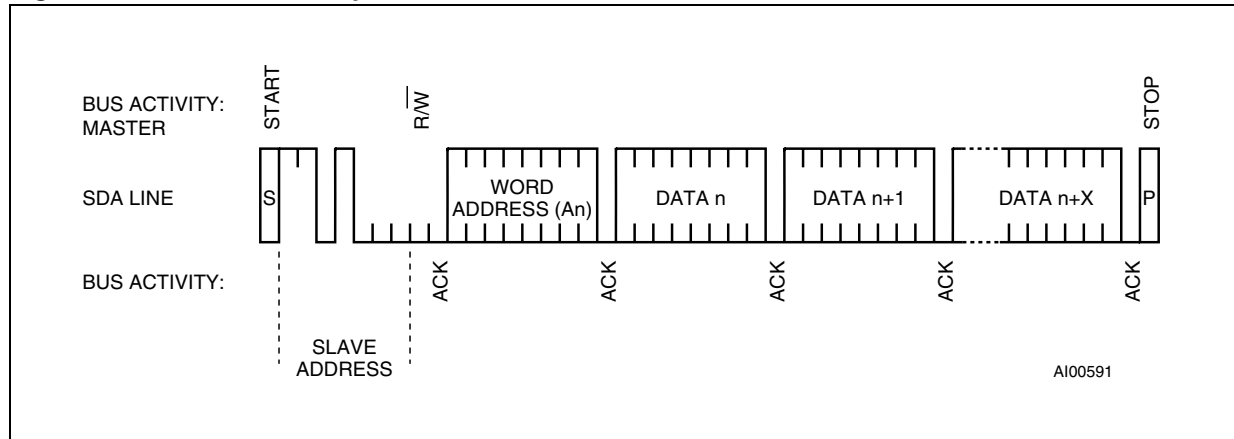 BUS ACTIVITY:
MASTER
START
R/W
STOP
SDA LINE
S
WORD
ADDRESS (An)
DATA n
DATA n+1
DATA n+X
P
BUS ACTIVITY:
ACK
ACK
ACK
ACK
ACK
SLAVE
ADDRESS
AI00591